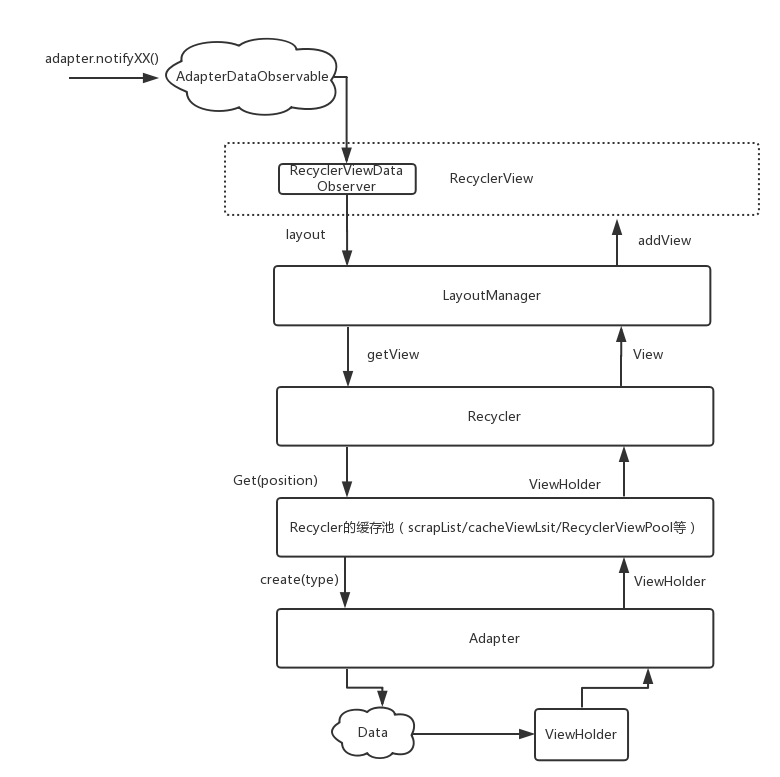 adapter.notifyXX()
AdapterDataObservable
RecyclerViewData
Observer
RecyclerView
layout
addView
LayoutManager
getView
View
Recycler
Get(position)
ViewHolder
Recycler的缓存池（scrapList/cacheViewLsit/RecyclerViewPool等）
create(type)
ViewHolder
Adapter
Data
ViewHolder